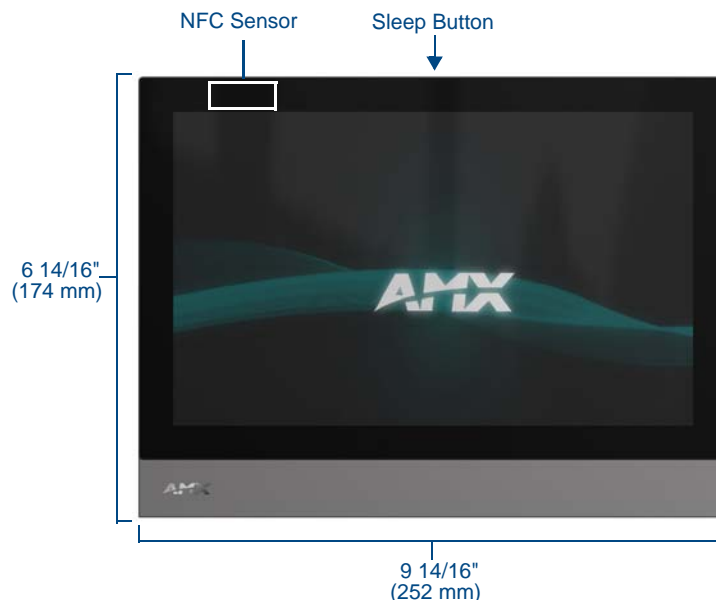 NFC Sensor
Sleep Button
6 14/16"
(174 mm)
AMX
AMX
9 14/16"
(252 mm)